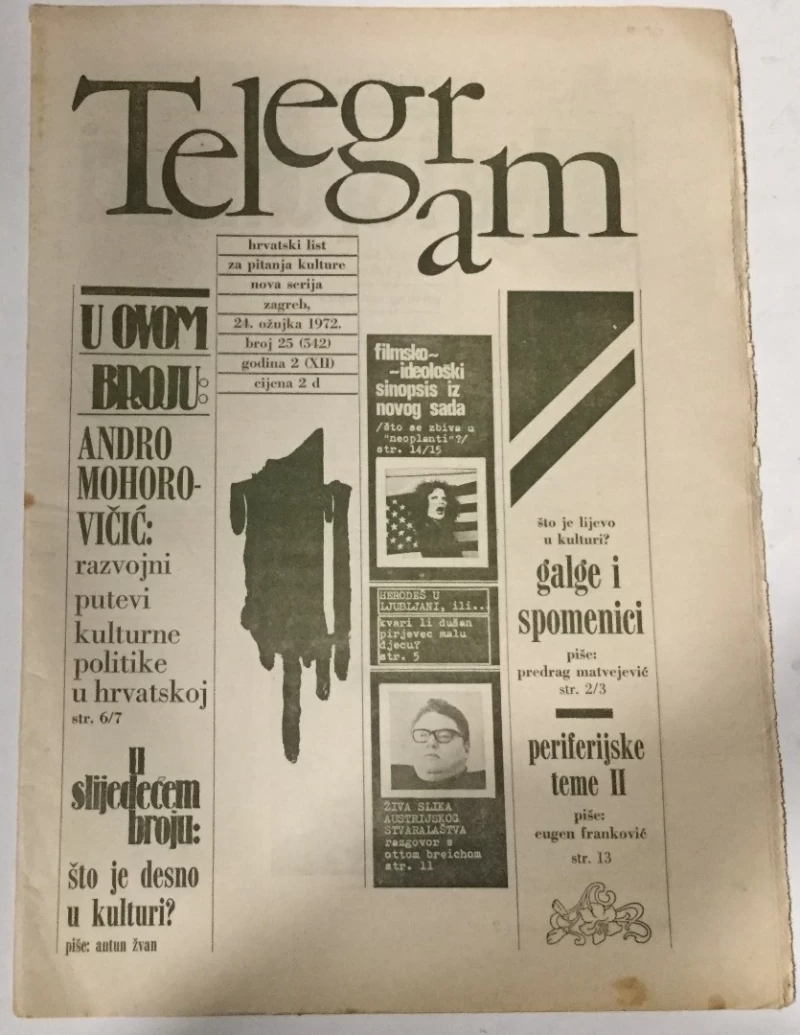 Telegram
hrvatski list
za pitanja kulture
nova serija
zagreb,
24. ožujka 1972.
broj 25 (542)
godina 2 (XII)
cijena 2 d
U OVOM
BROJU:
ANDRO
MOHORO-
VIČIĆ:
razvojni
putevi
kulturne
politike
u hrvatskoj
str. 6/7
u
slijedećem
broju:
što je desno
u kulturi?
piše: antun žvan
filmsko-
-ideološki
sinopsis iz
novog sada
/što se zbiva u
"neoplanti"?/
str. 14/15
HERODEŠ U
LJUBLJANI, ili...
kvari li dušan
pirjevec malu
djecu?
str. 5
ŽIVA SLIKA
AUSTRIJSKOG
STVARALAŠTVA
razgovor s
ottom breichom
str. 11
što je lijevo
u kulturi?
galge i
spomenici
piše:
predrag matvejević
str. 2/3
periferijske
teme II
piše:
eugen franković
str. 13